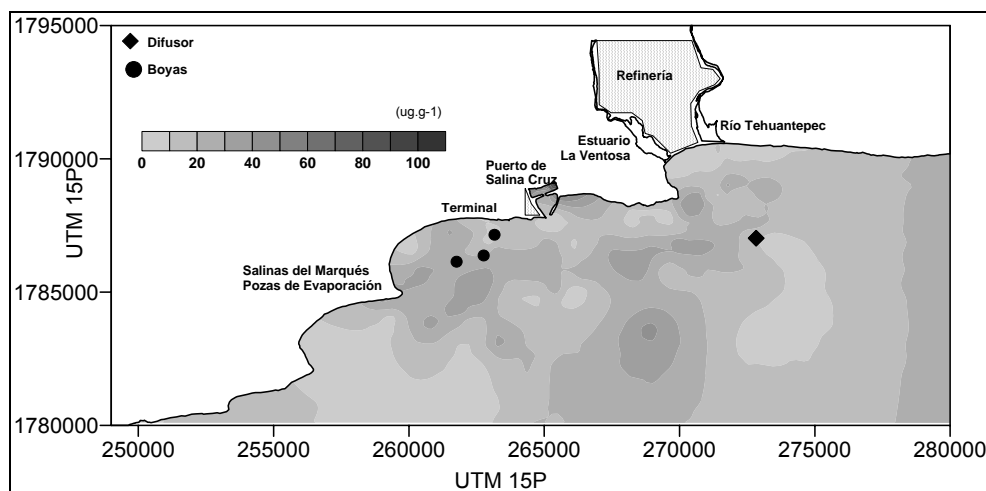 1795000
Difusor
Boyas
Refinería
(ug.g-1)
Río Tehuantepec
Estuario
La Ventosa
0 20 40 60 80 100
1790000
Puerto de
Salina Cruz
Terminal
UTM 15P
Salinas del Marqués
Pozas de Evaporación
1785000
1780000
250000 255000 260000 265000 270000 275000 280000
UTM 15P